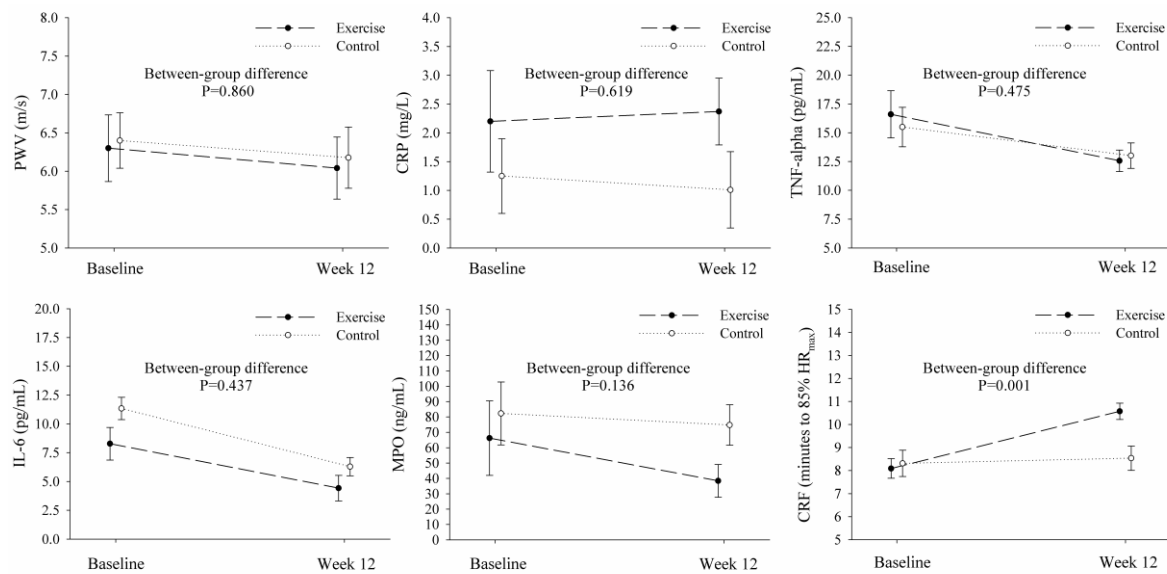 8.0
7.5
7.0
6.5
6.0
5.5
5.0
PWV (m/s)
Exercise
Control
Between-group difference
P=0.860
Baseline
Week 12
4.0
3.5
3.0
2.5
2.0
1.5
1.0
0.5
0.0
CRP (mg/L)
Exercise
Control
Between-group difference
P=0.619
Baseline
Week 12
25.0
22.5
20.0
17.5
15.0
12.5
10.0
7.5
5.0
TNF-alpha (pg/mL)
Exercise
Control
Between-group difference
P=0.475
Baseline
Week 12
20.0
17.5
15.0
12.5
10.0
7.5
5.0
2.5
0.0
IL-6 (pg/mL)
Exercise
Control
Between-group difference
P=0.437
Baseline
Week 12
150
140
130
120
110
100
90
80
70
60
50
40
30
20
10
0
MPO (ng/mL)
Exercise
Control
Between-group difference
P=0.136
Baseline
Week 12
15
14
13
12
11
10
9
8
7
6
5
CRF (minutes to 85% HRmax)
Exercise
Control
Between-group difference
P=0.001
Baseline
Week 12